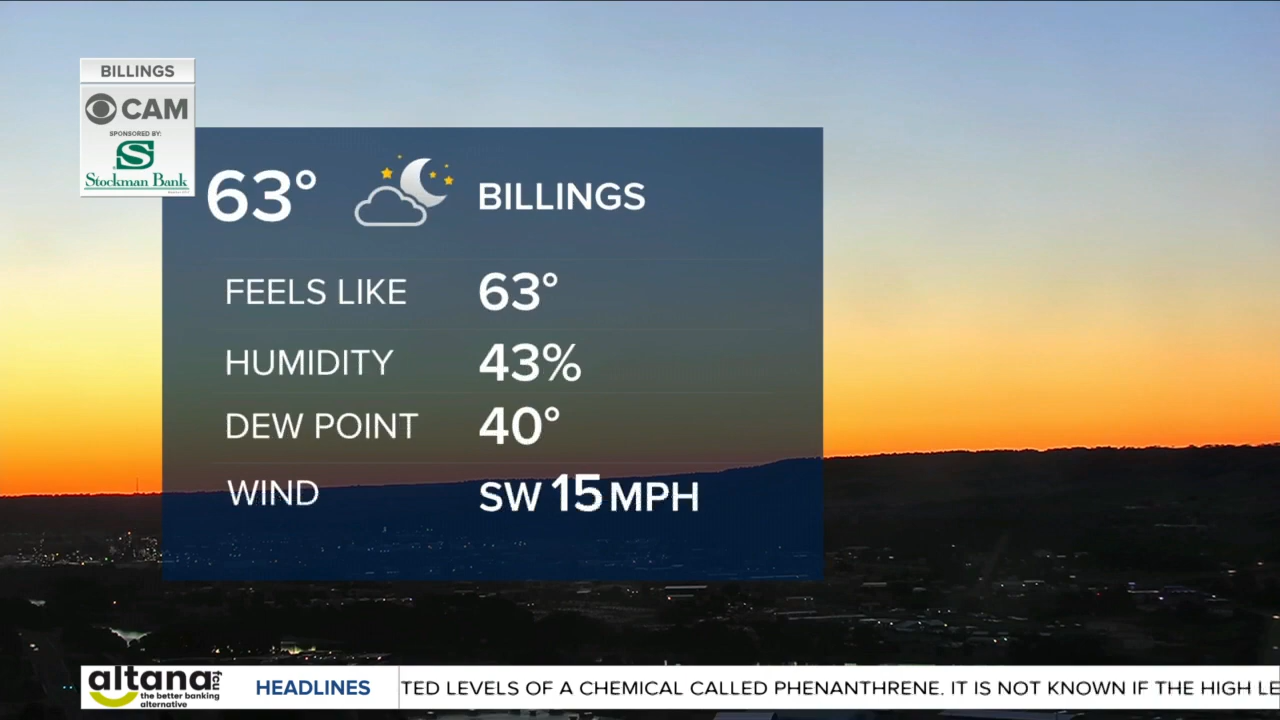 BILLINGS
CAM
SPONSORED BY:
S
Stockman Bank
63° BILLINGS
FEELS LIKE 63°
HUMIDITY 43%
DEW POINT 40°
WIND SW 15 MPH
altana fcu
the better banking
alternative
HEADLINES
TED LEVELS OF A CHEMICAL CALLED PHENANTHRENE. IT IS NOT KNOWN IF THE HIGH LE